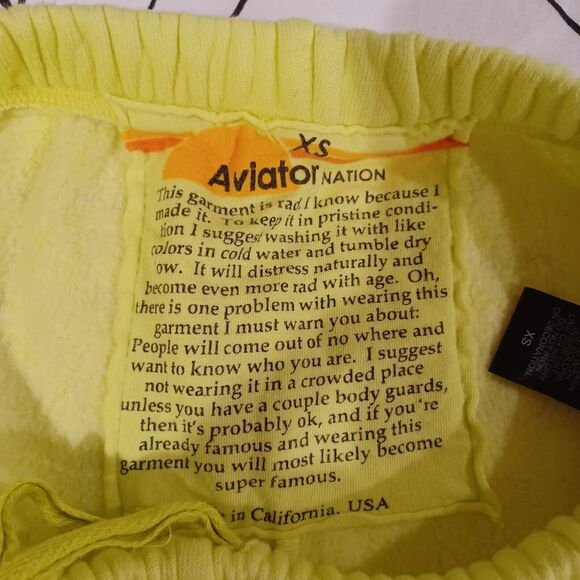 XS
Aviator NATION
This garment is rad. I know because I
made it. To keep it in pristine condi-
tion I suggest washing it with like
colors in cold water and tumble dry
low. It will distress naturally and
become even more rad with age. Oh,
there is one problem with wearing this
garment I must warn you about:
People will come out of no where and
want to know who you are. I suggest
not wearing it in a crowded place
unless you have a couple body guards,
then it's probably ok, and if you're
already famous and wearing this
garment you will most likely become
super famous.
in California. USA
XS